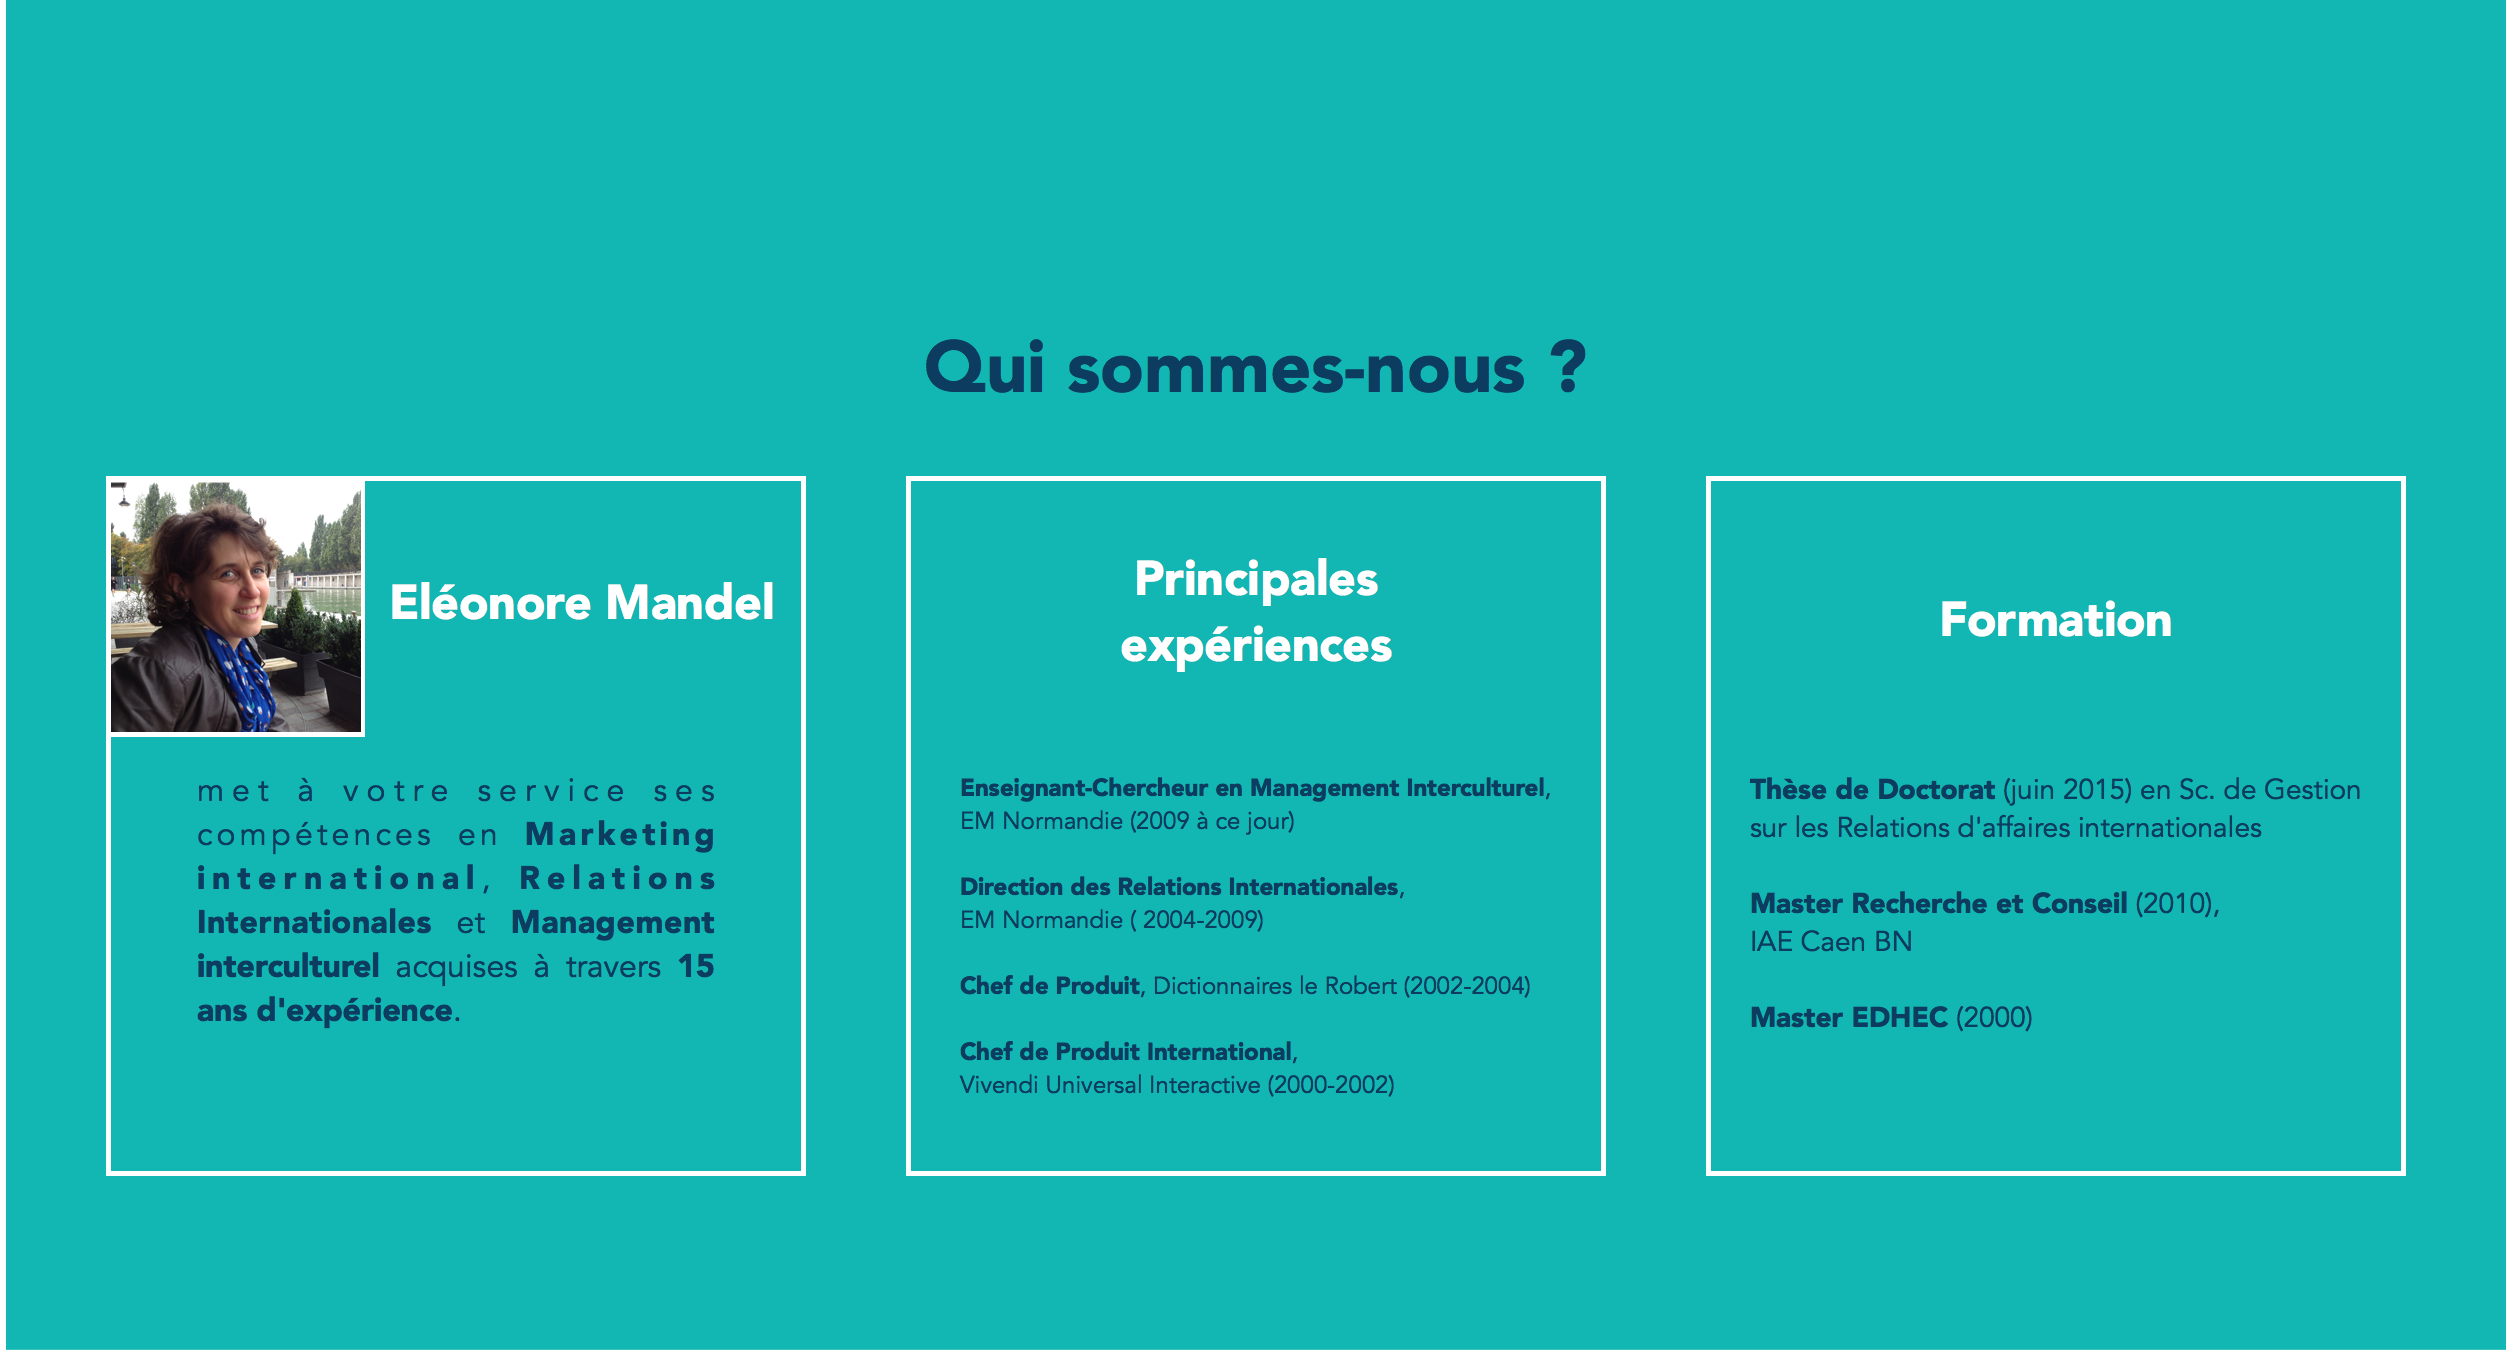 Qui sommes-nous ?
Eléonore Mandel
met à votre service ses
compétences en Marketing
international, Relations
Internationales et Management
interculturel acquises à travers 15
ans d'expérience.
Principales
expériences
Enseignant-Chercheur en Management Interculturel,
EM Normandie (2009 à ce jour)
Direction des Relations Internationales,
EM Normandie ( 2004-2009)
Chef de Produit, Dictionnaires le Robert (2002-2004)
Chef de Produit International,
Vivendi Universal Interactive (2000-2002)
Formation
Thèse de Doctorat (juin 2015) en Sc. de Gestion
sur les Relations d'affaires internationales
Master Recherche et Conseil (2010),
IAE Caen BN
Master EDHEC (2000)